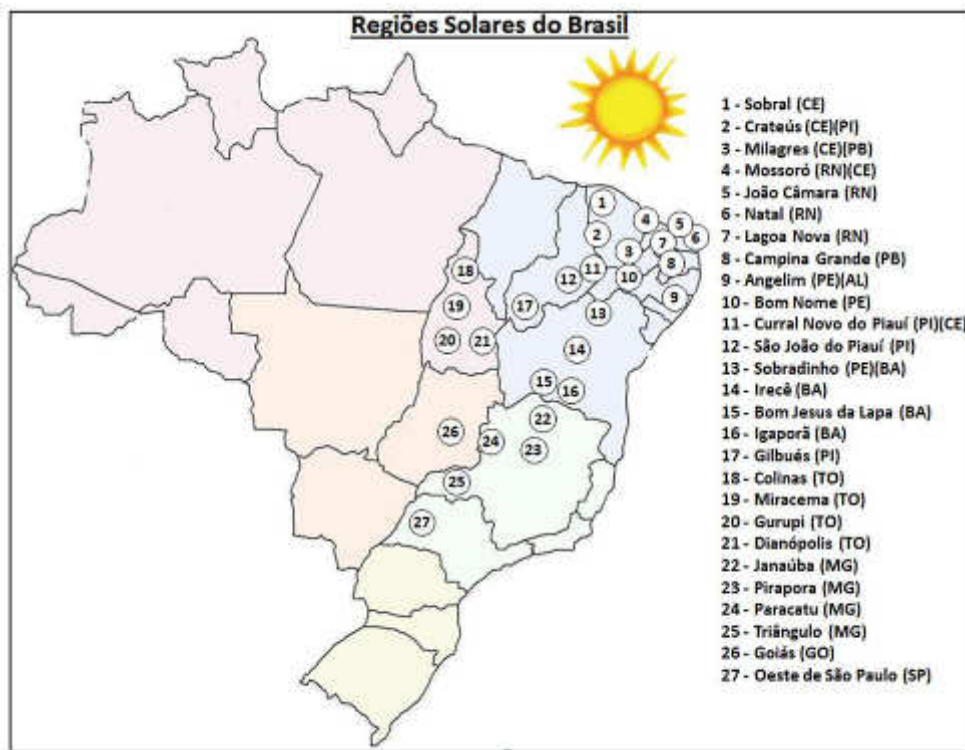 Regiões Solares do Brasil
1 - Sobral (CE)
2 - Crateús (CE)(PI)
3 - Milagres (CE)(PB)
4 - Mossoró (RN)(CE)
5 - João Câmara (RN)
6 - Natal (RN)
7 - Lagoa Nova (RN)
8 - Campina Grande (PB)
9 - Angelim (PE)(AL)
10 - Bom Nome (PE)
11 - Curral Novo do Piauí (PI)(CE)
12 - São João do Piauí (PI)
13 - Sobradinho (PE)(BA)
14 - Irecê (BA)
15 - Bom Jesus da Lapa (BA)
16 - Igaporã (BA)
17 - Gilbués (PI)
18 - Colinas (TO)
19 - Miracema (TO)
20 - Gurupi (TO)
21 - Dianópolis (TO)
22 - Janaúba (MG)
23 - Pirapora (MG)
24 - Paracatu (MG)
25 - Triângulo (MG)
26 - Goiás (GO)
27 - Oeste de São Paulo (SP)
1
4
5
2
7
6
3
8
18
11
12
10
9
19
17
13
20
21
14
15
16
22
26
24
23
25
27